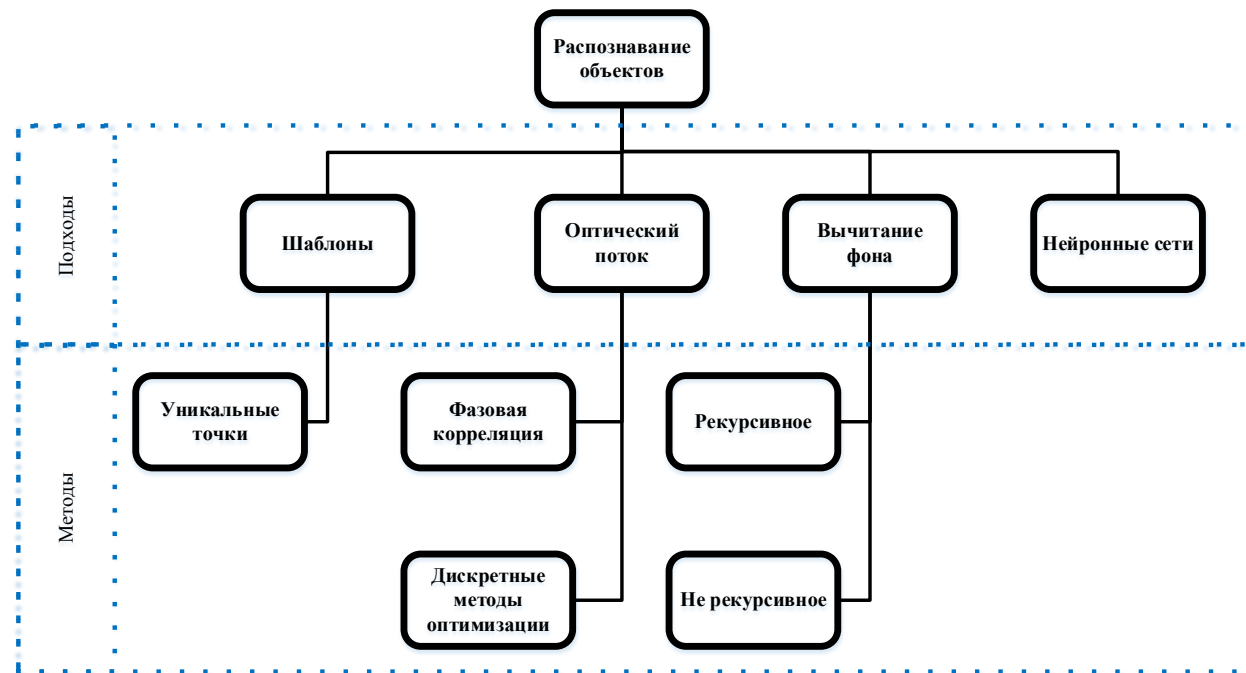 Распознавание
объектов
Подходы
Шаблоны
Оптический
поток
Вычитание
фона
Нейронные сети
Методы
Уникальные
точки
Фазовая
корреляция
Рекурсивное
Дискретные
методы
оптимизации
Не рекурсивное